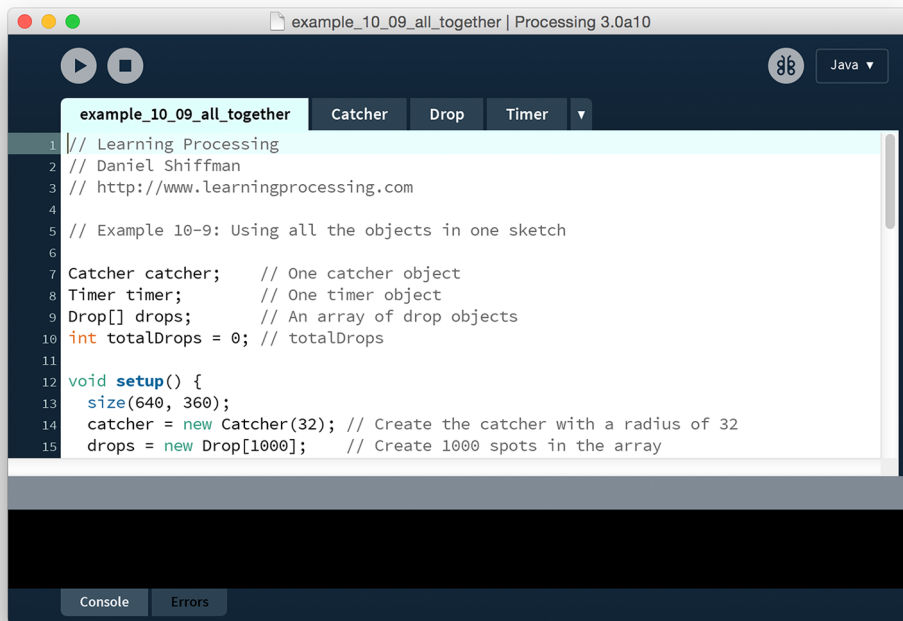 example_10_09_all_together | Processing 3.0a10
Java ▼
example_10_09_all_together Catcher Drop Timer ▼
1 // Learning Processing
2 // Daniel Shiffman
3 // http://www.learningprocessing.com
4
5 // Example 10-9: Using all the objects in one sketch
6
7 Catcher catcher;    // One catcher object
8 Timer timer;        // One timer object
9 Drop[] drops;       // An array of drop objects
10 int totalDrops = 0; // totalDrops
11
12 void setup() {
13   size(640, 360);
14   catcher = new Catcher(32); // Create the catcher with a radius of 32
15   drops = new Drop[1000];    // Create 1000 spots in the array
Console Errors